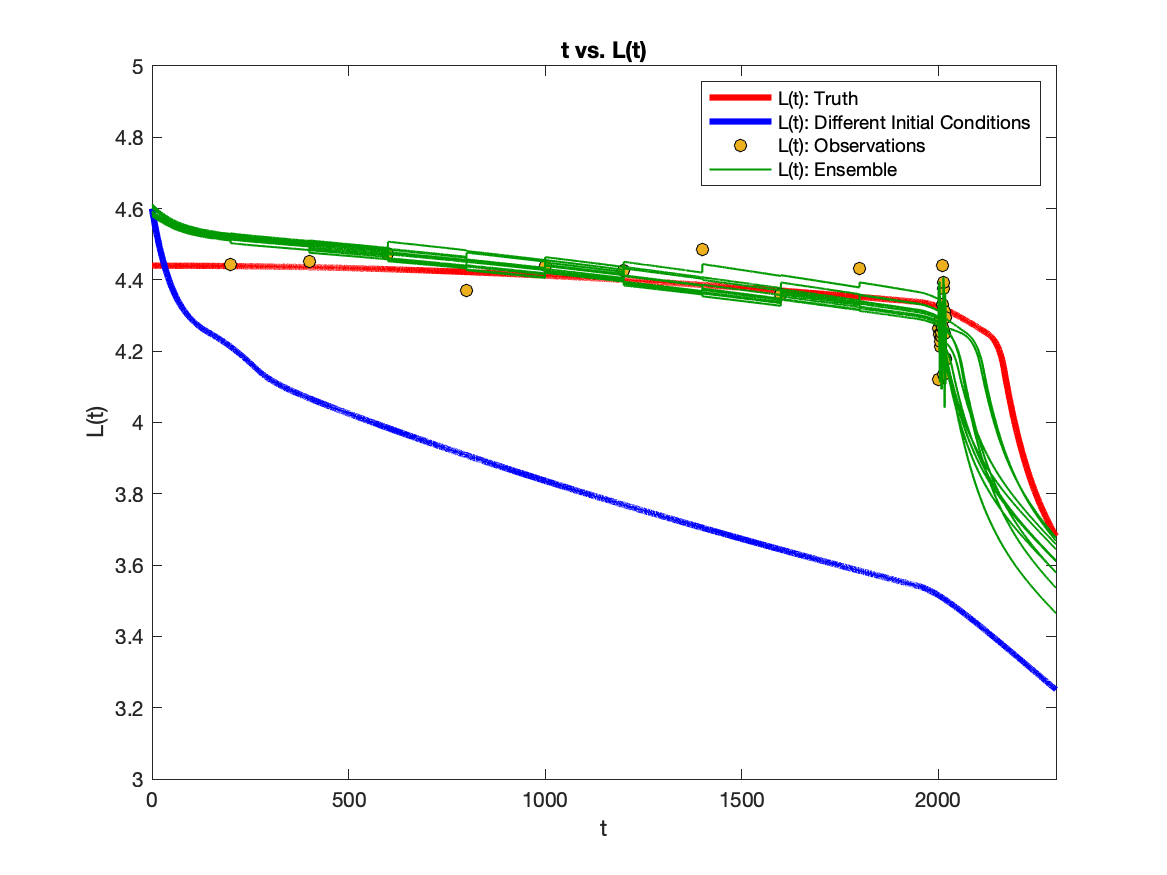 t vs. L(t)
5
4.8
4.6
4.4
4.2
4
3.8
3.6
3.4
3.2
3
L(t)
L(t): Truth
L(t): Different Initial Conditions
L(t): Observations
L(t): Ensemble
0 500 1000 1500 2000
t